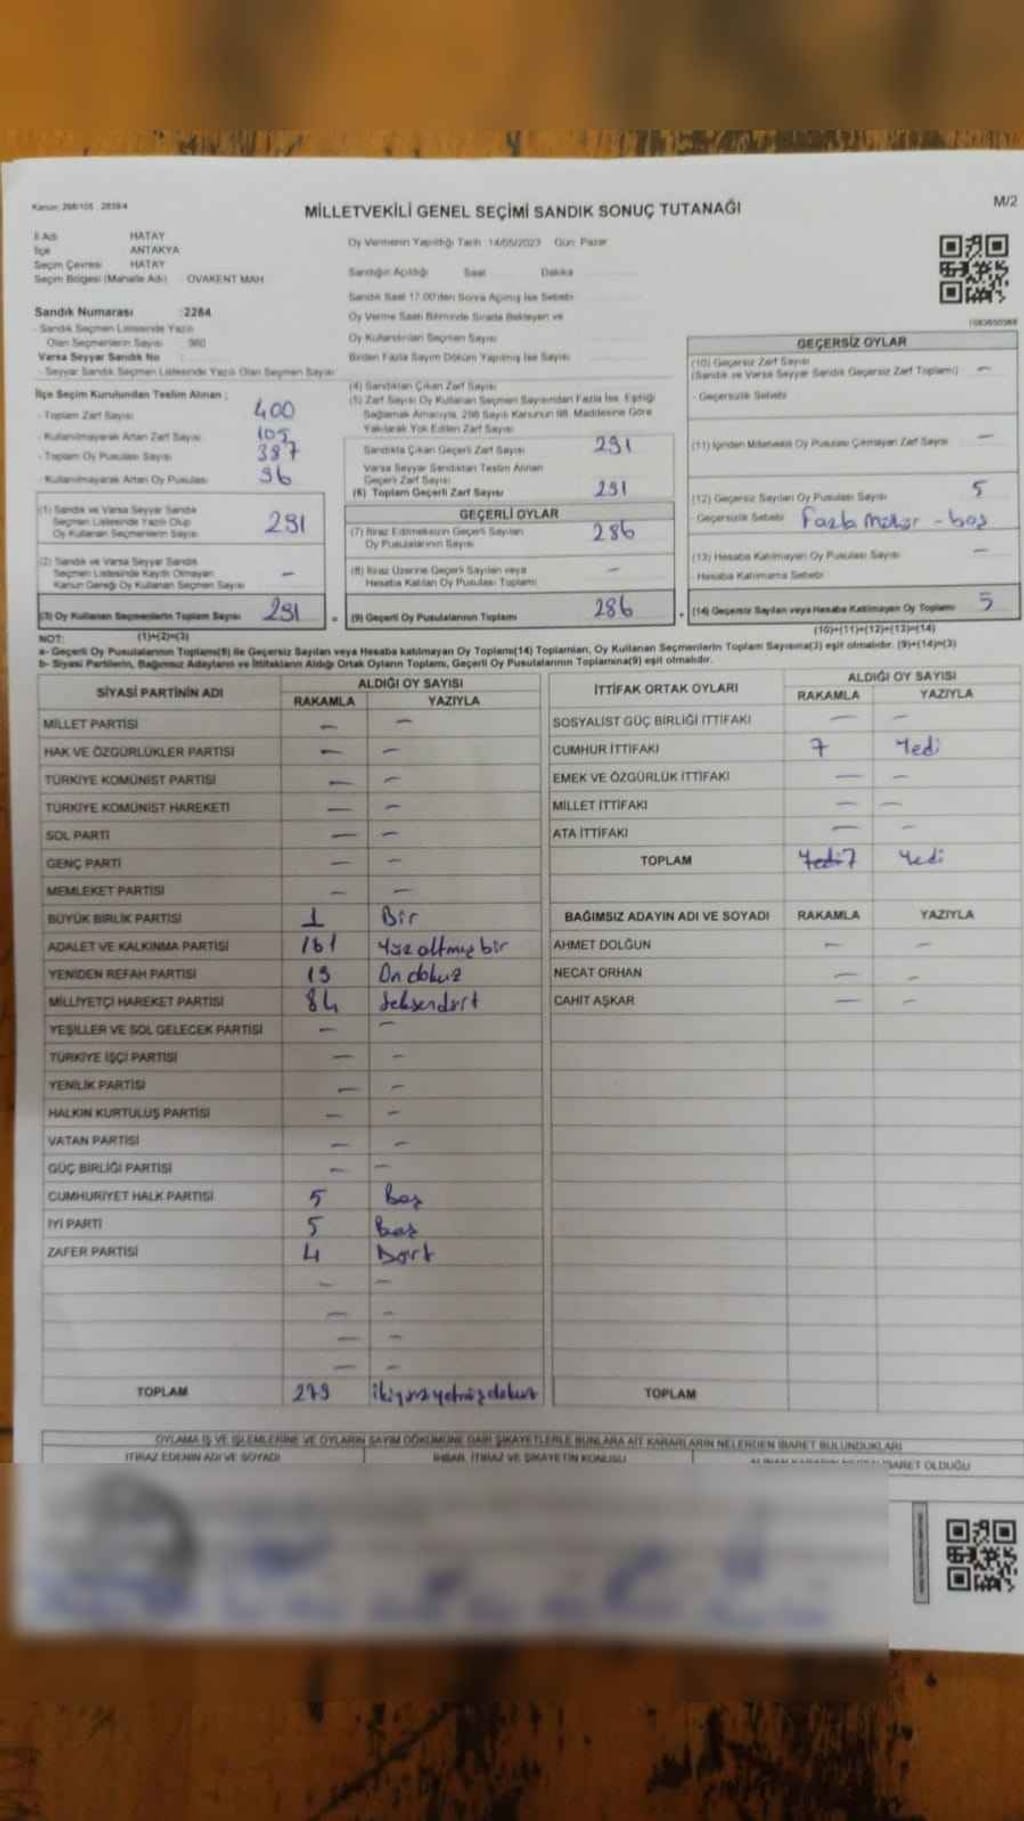 Kanun: 298/105 2839/4
MİLLETVEKİLİ GENEL SEÇİMİ SANDIK SONUÇ TUTANAĞI
M/2
İl Adı HATAY
İlçe ANTAKYA
Seçim Çevresi HATAY
Seçim Bölgesi (Mahalle Adı) OVAKENT MAH
Sandık Numarası :2284
- Sandık Seçmen Listesinde Yazılı
Olan Seçmenlerin Sayısı
Varsa Seyyar Sandık No
- Seyyar Sandık Seçmen Listesinde Yazılı Olan Seçmen Sayısı
İlçe Seçim Kurulundan Teslim Alınan :
- Toplam Zarf Sayısı 400
- Kullanılmayarak Artan Zarf Sayısı 109
- Toplam Oy Pusulası Sayısı 387
- Kullanılmayarak Artan Oy Pusulası 96
(1) Sandık ve Varsa Seyyar Sandık
Seçmen Listesinde Yazılı Olup
Oy Kullanan Seçmenlerin Sayısı 291
(2) Sandık ve Varsa Seyyar Sandık
Seçmen Listesinde Kayıtlı Olmayan
Kanun Gereği Oy Kullanan Seçmen Sayısı -
(3) Oy Kullanan Seçmenlerin Toplam Sayısı 291
(1)+(2)=(3)
Oy Vermenin Yapıldığı Tarih :14/05/2023 Gün: Pazar
Sandığın Açıldığı Saat Dakika
Sandık Saat 17.00'den Sonra Açılmış İse Sebebi
Oy Verme Saati Bitiminde Sırada Bekleyen ve
Oy Kullandırılan Seçmen Sayısı
Birden Fazla Sayım Döküm Yapılmış İse Sayısı
(4) Sandıktan Çıkan Zarf Sayısı
(5) Zarf Sayısı Oy Kullanan Seçmen Sayısından Fazla İse, Eşitliği
Sağlamak Amacıyla, 298 Sayılı Kanunun 98. Maddesine Göre
Yakılarak Yok Edilen Zarf Sayısı
Sandıkta Çıkan Geçerli Zarf Sayısı 291
Varsa Seyyar Sandıktan Teslim Alınan
Geçerli Zarf Sayısı
(6) Toplam Geçerli Zarf Sayısı 291
GEÇERLİ OYLAR
(7) İtiraz Edilmeksizin Geçerli Sayılan
Oy Pusulalarının Sayısı 286
(8) İtiraz Üzerine Geçerli Sayılan veya
Hesaba Katılan Oy Pusulası Toplamı -
(9) Geçerli Oy Pusulalarının Toplamı 286
GEÇERSİZ OYLAR
(10) Geçersiz Zarf Sayısı
(Sandık ve Varsa Seyyar Sandık Geçersiz Zarf Toplamı) -
- Geçersizlik Sebebi
(11) İçinden Milletvekili Oy Pusulası Çıkmayan Zarf Sayısı -
(12) Geçersiz Sayılan Oy Pusulası Sayısı 5
- Geçersizlik Sebebi Fazla Mühür - boş
(13) Hesaba Katılmayan Oy Pusulası Sayısı -
Hesaba Katılmama Sebebi
(14) Geçersiz Sayılan veya Hesaba Katılmayan Oy Toplamı 5
(10)+(11)+(12)+(13)=(14)
NOT:
a- Geçerli Oy Pusulalarının Toplamı(9) ile Geçersiz Sayılan veya Hesaba katılmayan Oy Toplamı(14) Toplamları, Oy Kullanan Seçmenlerin Toplam Sayısına(3) eşit olmalıdır. (9)+(14)=(3)
b- Siyasi Partilerin, Bağımsız Adayların ve İttifakların Aldığı Ortak Oyların Toplamı, Geçerli Oy Pusulalarının Toplamına(9) eşit olmalıdır.
SİYASİ PARTİNİN ADI ALDIĞI OY SAYISI
RAKAMLA YAZIYLA
MİLLET PARTİSİ - -
HAK VE ÖZGÜRLÜKLER PARTİSİ - -
TÜRKİYE KOMÜNİST PARTİSİ - -
TÜRKİYE KOMÜNİST HAREKETİ - -
SOL PARTİ - -
GENÇ PARTİ - -
MEMLEKET PARTİSİ - -
BÜYÜK BİRLİK PARTİSİ 1 Bir
ADALET VE KALKINMA PARTİSİ 161 Yüzaltmışbir
YENİDEN REFAH PARTİSİ 19 On dokuz
MİLLİYETÇİ HAREKET PARTİSİ 84 Seksendört
YEŞİLLER VE SOL GELECEK PARTİSİ - -
TÜRKİYE İŞÇİ PARTİSİ - -
YENİLİK PARTİSİ - -
HALKIN KURTULUŞ PARTİSİ - -
VATAN PARTİSİ - -
GÜÇ BİRLİĞİ PARTİSİ - -
CUMHURİYET HALK PARTİSİ 5 Beş
İYİ PARTİ 5 Beş
ZAFER PARTİSİ 4 Dört
- -
- -
- -
- -
TOPLAM 279 ikiyüzyetmişdokuz
İTTİFAK ORTAK OYLARI ALDIĞI OY SAYISI
RAKAMLA YAZIYLA
SOSYALİST GÜÇ BİRLİĞİ İTTİFAKI - -
CUMHUR İTTİFAKI 7 Yedi
EMEK VE ÖZGÜRLÜK İTTİFAKI - -
MİLLET İTTİFAKI - -
ATA İTTİFAKI - -
TOPLAM Yedi 7 Yedi
BAĞIMSIZ ADAYIN ADI VE SOYADI RAKAMLA YAZIYLA
AHMET DOLĞUN - -
NECAT ORHAN - -
CAHİT AŞKAR - -
TOPLAM
OYLAMA İŞ VE İŞLEMLERİNE VE OYLARIN SAYIM DÖKÜMÜNE DAİR ŞİKAYETLERLE BUNLARA AİT KARARLARIN NELERDEN İBARET BULUNDUKLARI
İTİRAZ EDENİN ADI VE SOYADI
İHBAR, İTİRAZ VE ŞİKAYETİN KONUSU
İBARET OLDUĞU